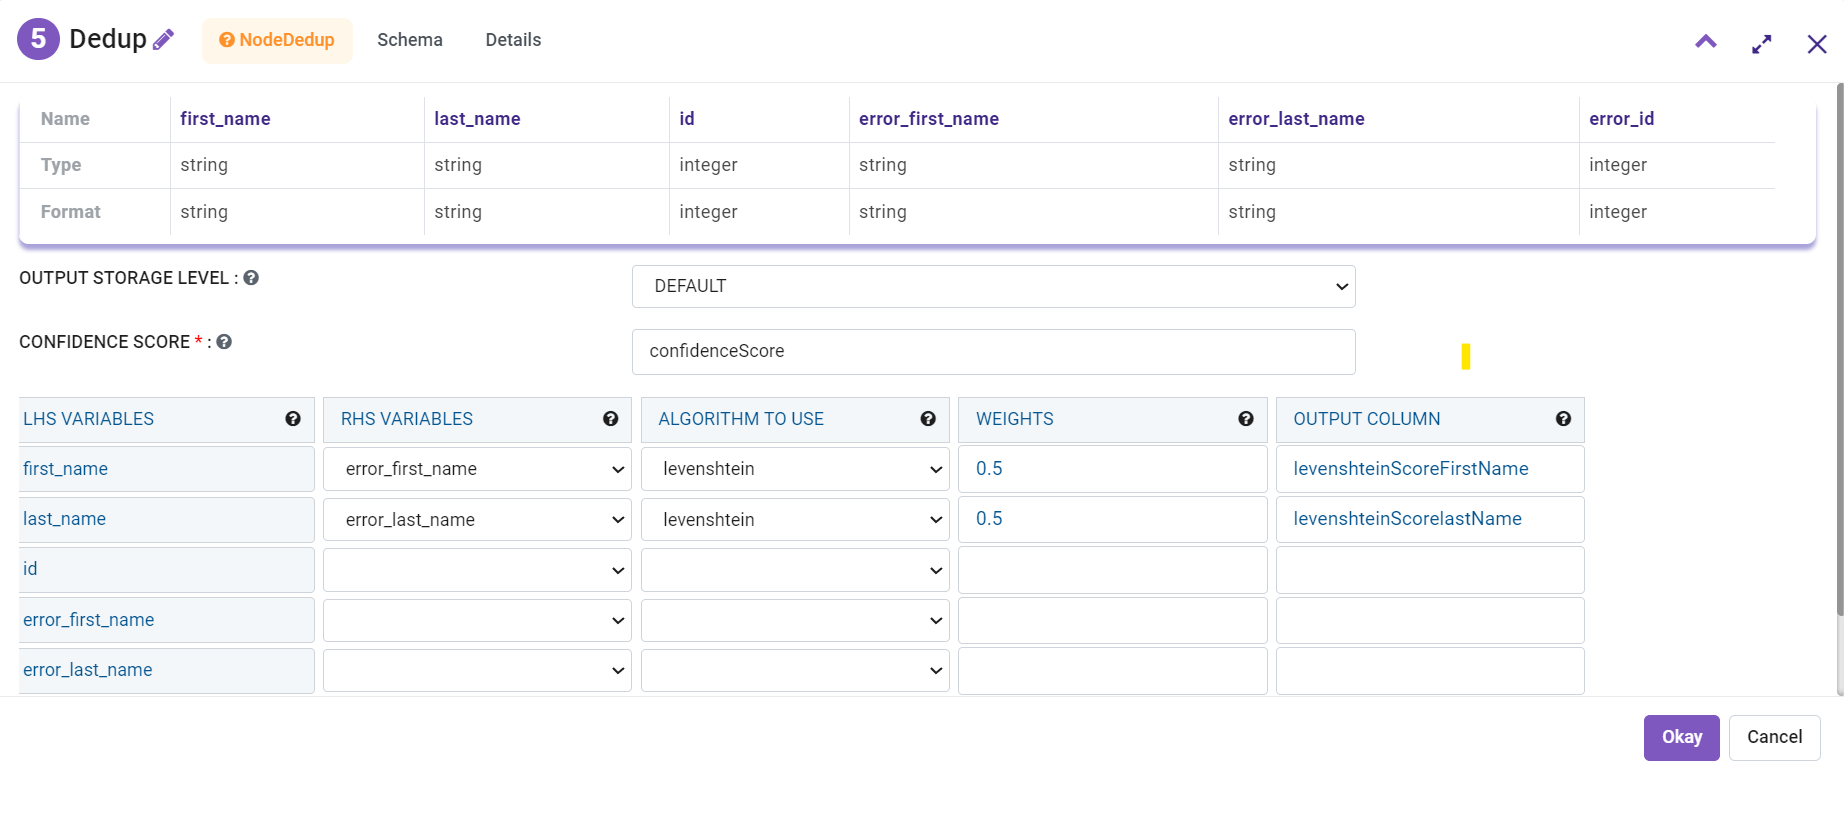 5 Dedup NodeDedup Schema Details
Name first_name last_name id error_first_name error_last_name error_id
Type string string integer string string integer
Format string string integer string string integer
OUTPUT STORAGE LEVEL : DEFAULT
CONFIDENCE SCORE * : confidenceScore
LHS VARIABLES RHS VARIABLES ALGORITHM TO USE WEIGHTS OUTPUT COLUMN
first_name error_first_name levenshtein 0.5 levenshteinScoreFirstName
last_name error_last_name levenshtein 0.5 levenshteinScorelastName
id
error_first_name
error_last_name
Okay Cancel